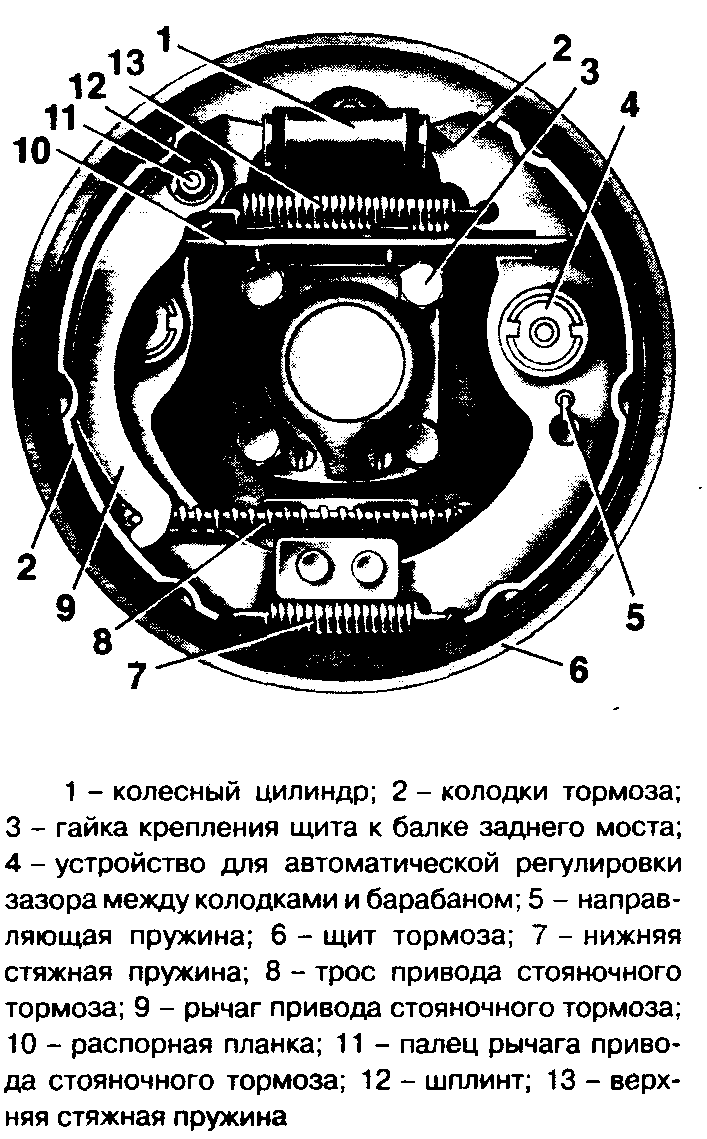 1
2
13
3
12
4
11
10
2
9
8
7
6
5
1 – колесный цилиндр; 2 – колодки тормоза;
3 – гайка крепления щита к балке заднего моста;
4 – устройство для автоматической регулировки
зазора между колодками и барабаном; 5 – направ-
ляющая пружина; 6 – щит тормоза; 7 – нижняя
стяжная пружина; 8 – трос привода стояночного
тормоза; 9 – рычаг привода стояночного тормоза;
10 – распорная планка; 11 – палец рычага приво-
да стояночного тормоза; 12 – шплинт; 13 – верх-
няя стяжная пружина